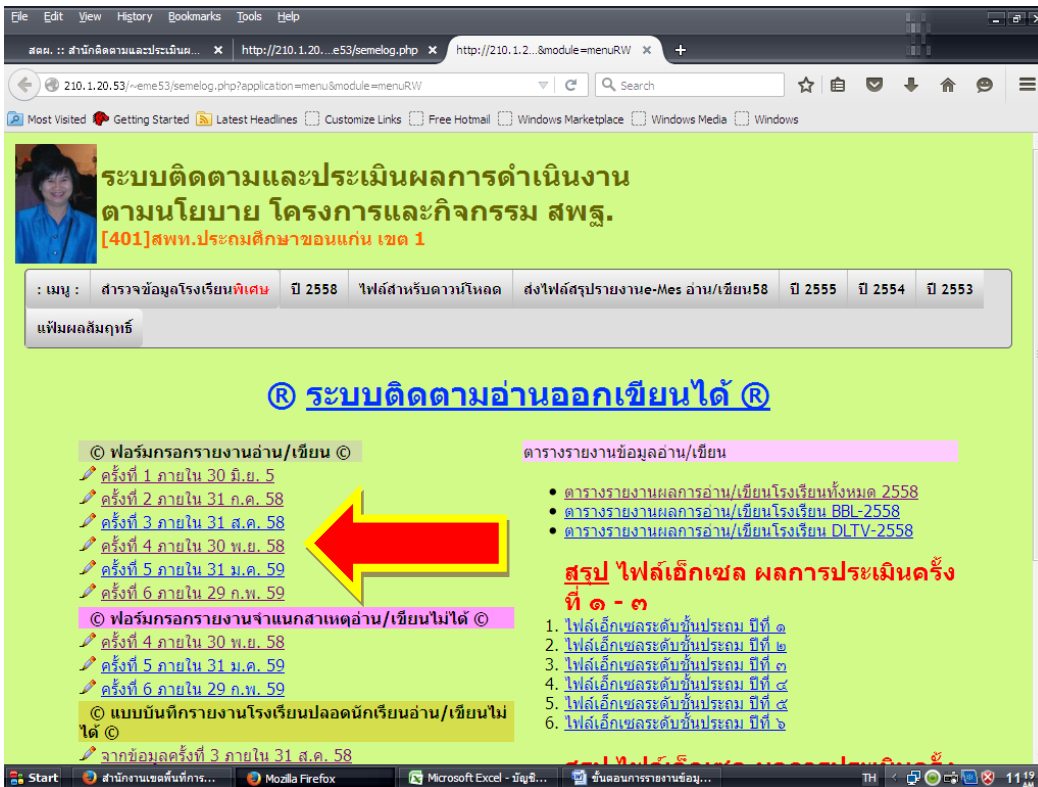 File Edit View History Bookmarks Tools Help
สตผ. :: สำนักติดตามและประเมินผ... × http://210.1.20....e53/semelog.php × http://210.1.2...&module=menuRW × +
210.1.20.53/~eme53/semelog.php?application=menu&module=menuRW Search
Most Visited Getting Started Latest Headlines Customize Links Free Hotmail Windows Marketplace Windows Media Windows
ระบบติดตามและประเมินผลการดำเนินงาน
ตามนโยบาย โครงการและกิจกรรม สพฐ.
[401]สพท.ประถมศึกษาขอนแก่น เขต 1
: เมนู : สำรวจข้อมูลโรงเรียนพิเศษ ปี 2558 ไฟล์สำหรับดาวน์โหลด ส่งไฟล์สรุปรายงานe-Mes อ่าน/เขียน58 ปี 2555 ปี 2554 ปี 2553
แฟ้มผลสัมฤทธิ์
® ระบบติดตามอ่านออกเขียนได้ ®
© ฟอร์มกรอกรายงานอ่าน/เขียน ©
ครั้งที่ 1 ภายใน 30 มิ.ย. 5
ครั้งที่ 2 ภายใน 31 ก.ค. 58
ครั้งที่ 3 ภายใน 31 ส.ค. 58
ครั้งที่ 4 ภายใน 30 พ.ย. 58
ครั้งที่ 5 ภายใน 31 ม.ค. 59
ครั้งที่ 6 ภายใน 29 ก.พ. 59
© ฟอร์มกรอกรายงานจำแนกสาเหตุอ่าน/เขียนไม่ได้ ©
ครั้งที่ 4 ภายใน 30 พ.ย. 58
ครั้งที่ 5 ภายใน 31 ม.ค. 59
ครั้งที่ 6 ภายใน 29 ก.พ. 59
© แบบบันทึกรายงานโรงเรียนปลอดนักเรียนอ่าน/เขียนไม่
ได้ ©
จากข้อมูลครั้งที่ 3 ภายใน 31 ส.ค. 58
ตารางรายงานข้อมูลอ่าน/เขียน
ตารางรายงานผลการอ่าน/เขียนโรงเรียนทั้งหมด 2558
ตารางรายงานผลการอ่าน/เขียนโรงเรียน BBL-2558
ตารางรายงานผลการอ่าน/เขียนโรงเรียน DLTV-2558
สรุป ไฟล์เอ็กเซล ผลการประเมินครั้ง
ที่ ๑ - ๓
1. ไฟล์เอ็กเซลระดับชั้นประถม ปีที่ ๑
2. ไฟล์เอ็กเซลระดับชั้นประถม ปีที่ ๒
3. ไฟล์เอ็กเซลระดับชั้นประถม ปีที่ ๓
4. ไฟล์เอ็กเซลระดับชั้นประถม ปีที่ ๔
5. ไฟล์เอ็กเซลระดับชั้นประถม ปีที่ ๕
6. ไฟล์เอ็กเซลระดับชั้นประถม ปีที่ ๖
สรุป ไฟล์เอ็กเซล ผลการประเมินครั้ง
Start สำนักงานเขตพื้นที่การ... Mozilla Firefox Microsoft Excel - บัญชี... ขั้นตอนการรายงานข้อมู... TH 11 19 AM